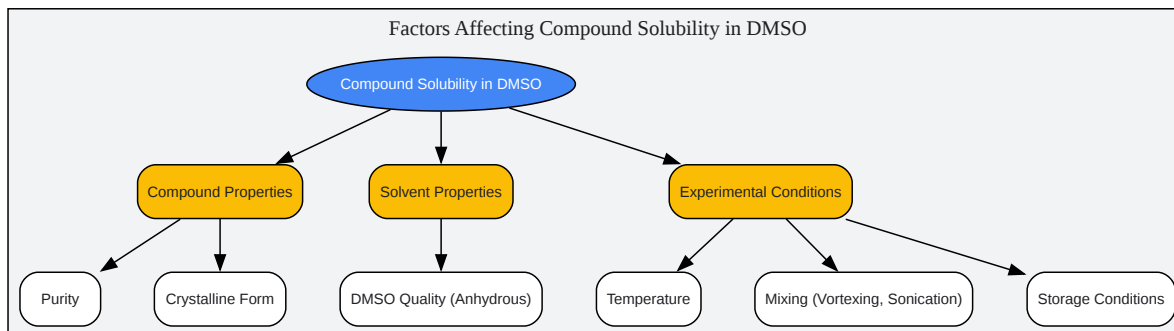 Factors Affecting Compound Solubility in DMSO
Compound Solubility in DMSO
Compound Properties
Solvent Properties
Experimental Conditions
Purity
Crystalline Form
DMSO Quality (Anhydrous)
Temperature
Mixing (Vortexing, Sonication)
Storage Conditions